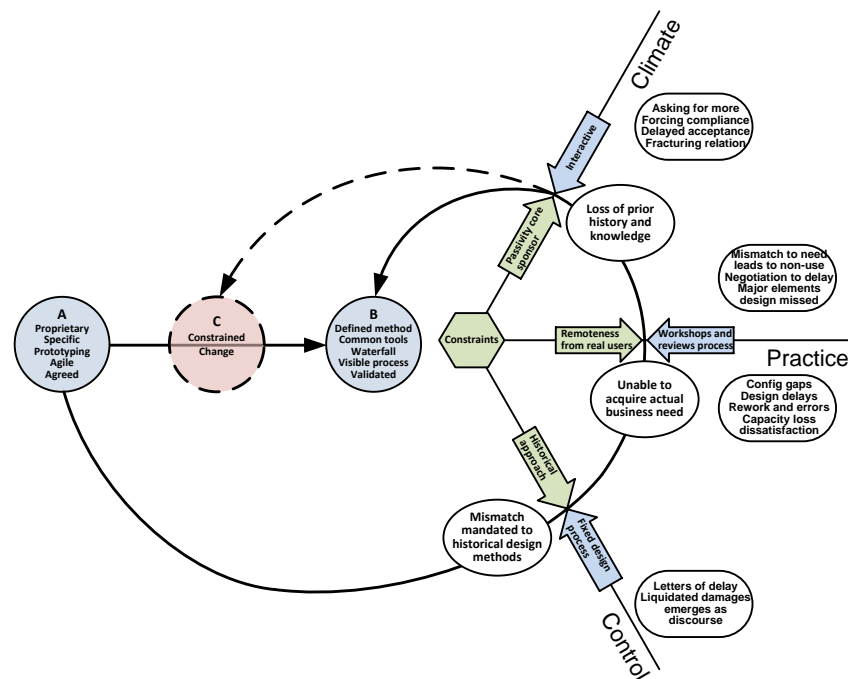 Climate
Asking for more
Forcing compliance
Delayed acceptance
Fracturing relation
Interactive
Passivity core
sponsor
Loss of prior
history and
knowledge
A
Proprietary
Specific
Prototyping
Agile
Agreed
C
Constrained
Change
B
Defined method
Common tools
Waterfall
Visible process
Validated
Constraints
Remoteness
from real users
Workshops and
reviews process
Mismatch to need
leads to non-use
Negotiation to delay
Major elements
design missed
Practice
Unable to
acquire actual
business need
Config gaps
Design delays
Rework and errors
Capacity loss
dissatisfaction
Historical
approach
Mismatch
mandated to
historical design
methods
Fixed design
process
Letters of delay
Liquidated damages
emerges as
discourse
Control